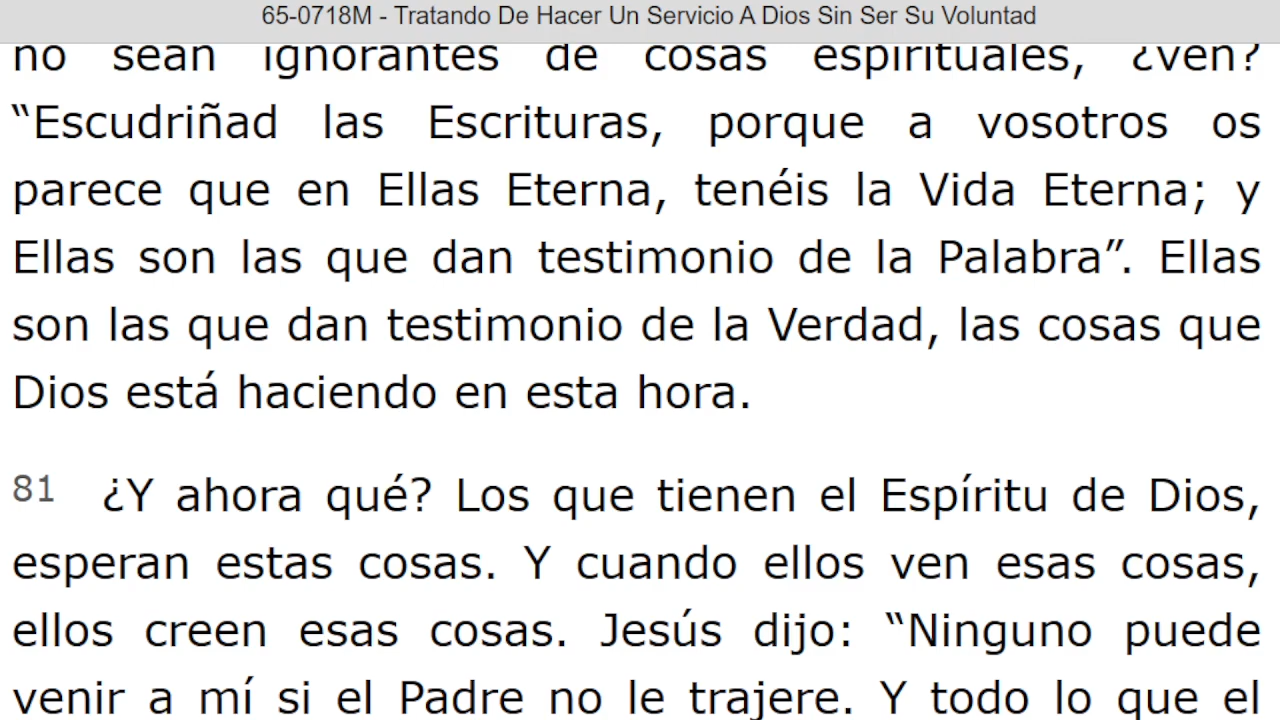 65-0718M - Tratando De Hacer Un Servicio A Dios Sin Ser Su Voluntad
no sean ignorantes de cosas espirituales, ¿ven?
“Escudriñad las Escrituras, porque a vosotros os
parece que en Ellas Eterna, tenéis la Vida Eterna; y
Ellas son las que dan testimonio de la Palabra”. Ellas
son las que dan testimonio de la Verdad, las cosas que
Dios está haciendo en esta hora.
81 ¿Y ahora qué? Los que tienen el Espíritu de Dios,
esperan estas cosas. Y cuando ellos ven esas cosas,
ellos creen esas cosas. Jesús dijo: “Ninguno puede
venir a mí si el Padre no le trajere. Y todo lo que el